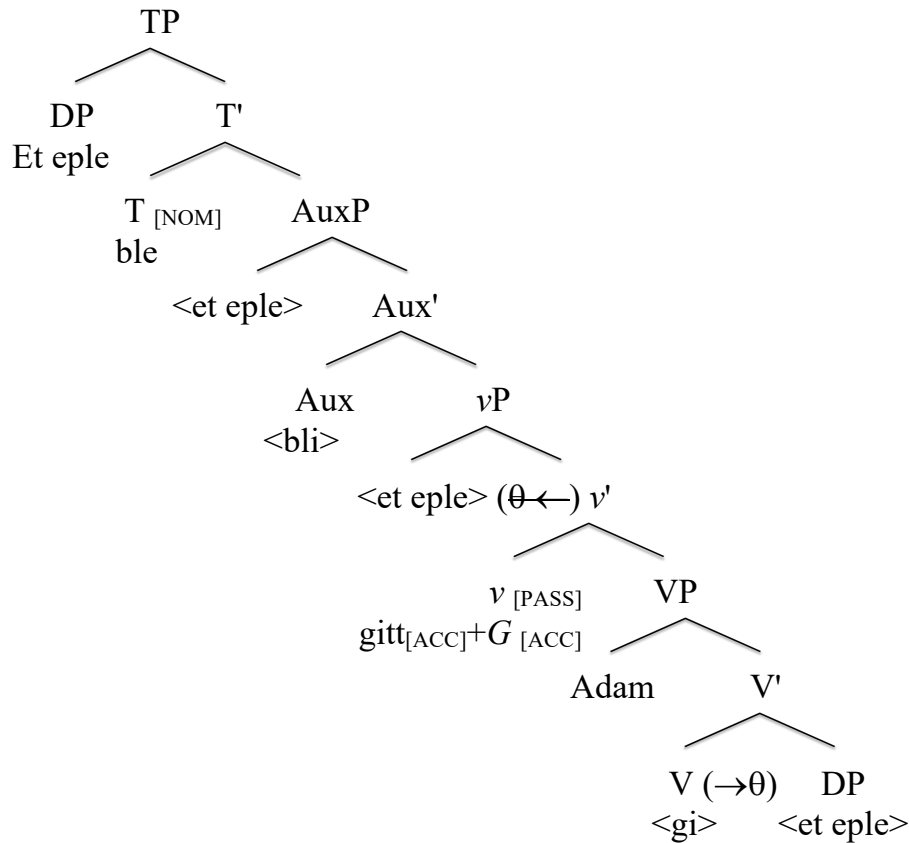 TP
DP T'
Et eple
T [NOM] AuxP
ble
<et eple> Aux'
Aux vP
<bli>
<et eple> (θ ←) v'
v [PASS] VP
gitt[ACC]+G [ACC]
Adam V'
V (→θ) DP
<gi> <et eple>